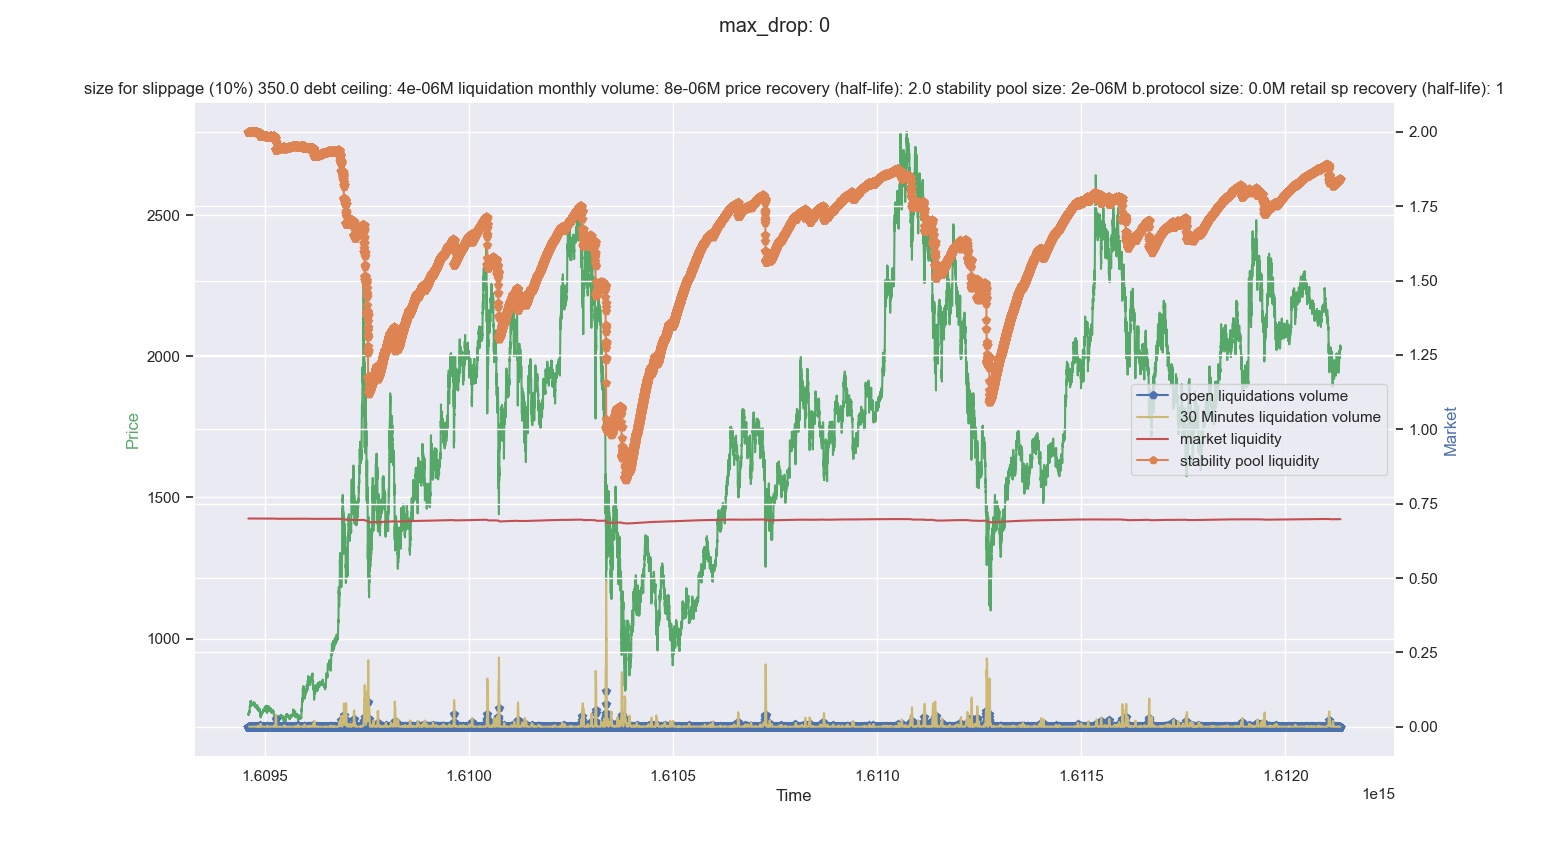 max_drop: 0
size for slippage (10%) 350.0 debt ceiling: 4e-06M liquidation monthly volume: 8e-06M price recovery (half-life): 2.0 stability pool size: 2e-06M b.protocol size: 0.0M retail sp recovery (half-life): 1
2500
2000
1500
1000
Price
2.00
1.75
1.50
1.25
1.00
0.75
0.50
0.25
0.00
Market
open liquidations volume
30 Minutes liquidation volume
market liquidity
stability pool liquidity
1.6095 1.6100 1.6105 1.6110 1.6115 1.6120
Time
1e15